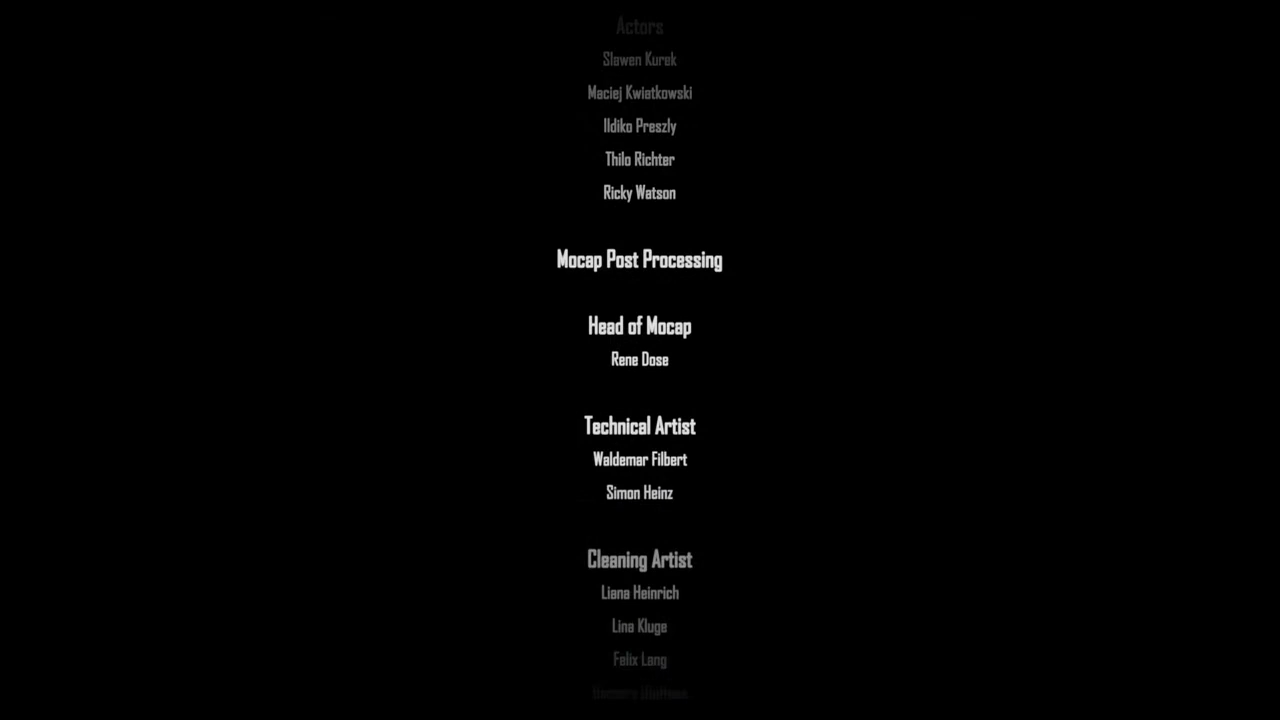 Actors
Slawen Kurek
Maciej Kwiatkowski
Ildiko Preszly
Thilo Richter
Ricky Watson
Mocap Post Processing
Head of Mocap
Rene Dose
Technical Artist
Waldemar Filbert
Simon Heinz
Cleaning Artist
Liana Heinrich
Lina Kluge
Felix Lang